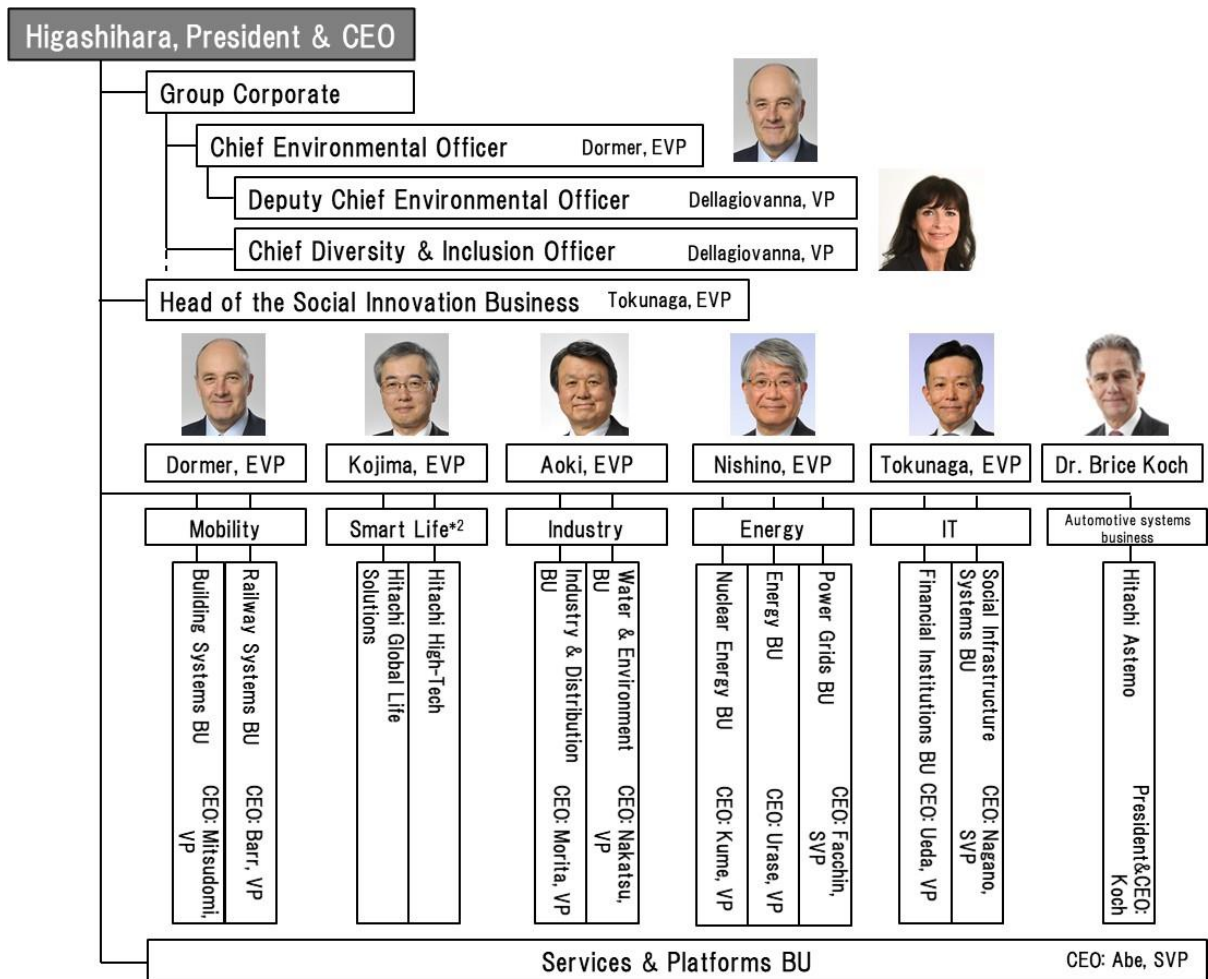 Higashihara, President & CEO
Group Corporate
Chief Environmental Officer Dormer, EVP
Deputy Chief Environmental Officer Dellagiovanna, VP
Chief Diversity & Inclusion Officer Dellagiovanna, VP
Head of the Social Innovation Business Tokunaga, EVP
Dormer, EVP
Kojima, EVP
Aoki, EVP
Nishino, EVP
Tokunaga, EVP
Dr. Brice Koch
Mobility
Smart Life*2
Industry
Energy
IT
Automotive systems
business
Building Systems BU CEO: Mitsudomi,
VP
Railway Systems BU CEO: Barr, VP
Hitachi Global Life
Solutions
Hitachi High-Tech
Industry & Distribution
BU CEO: Morita, VP
Water & Environment
BU CEO: Nakatsu,
VP
Nuclear Energy BU CEO: Kume, VP
Energy BU CEO: Urase, VP
Power Grids BU CEO: Facchin,
SVP
Financial Institutions BU CEO: Ueda, VP
Social Infrastructure
Systems BU CEO: Nagano,
SVP
Hitachi Astemo President&CEO:
Koch
Services & Platforms BU CEO: Abe, SVP